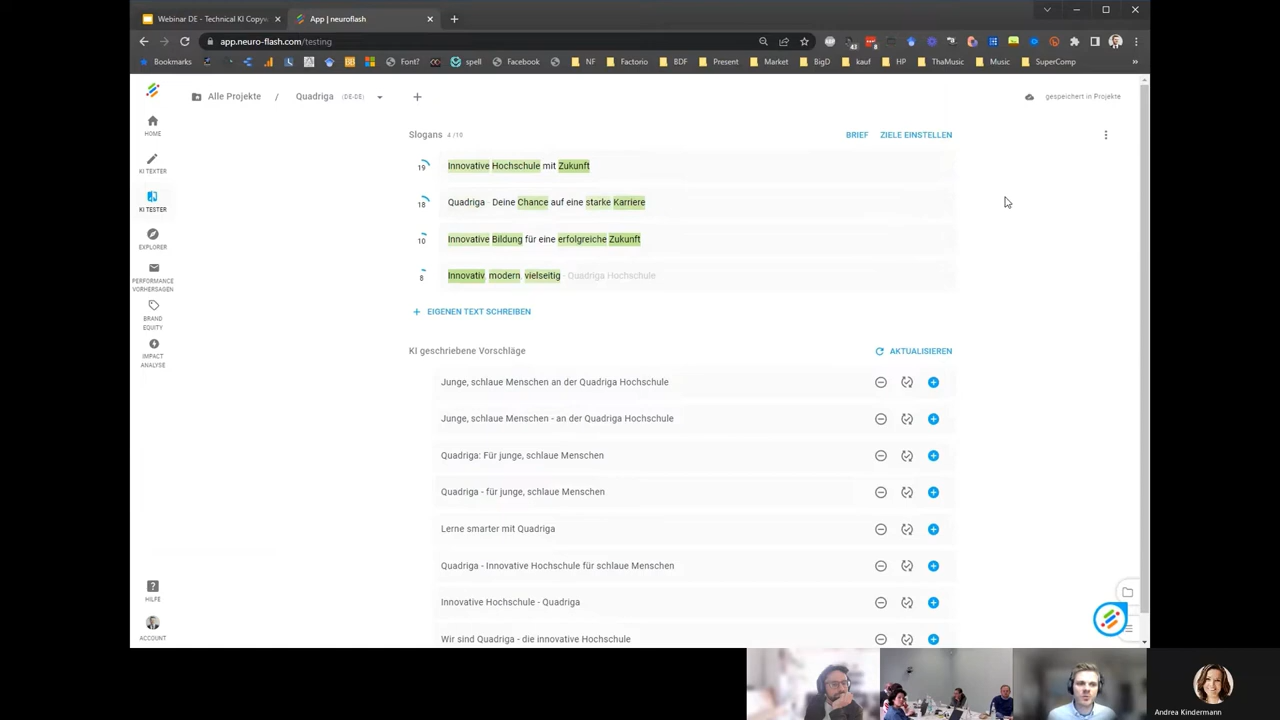 Webinar DE - Technical KI Copyw
App | neuroflash
app.neuro-flash.com/testing
43
Bookmarks
Font?
spell
Facebook
NF
Factorio
BDF
Present
Market
BigD
kauf
HP
ThaMusic
Music
SuperComp
Alle Projekte / Quadriga (DE-DE)
gespeichert in Projekte
HOME
KI TEXTER
KI TESTER
EXPLORER
PERFORMANCE
VORHERSAGEN
BRAND
EQUITY
IMPACT
ANALYSE
HILFE
ACCOUNT
Slogans 4 /10
BRIEF
ZIELE EINSTELLEN
19 Innovative Hochschule mit Zukunft
18 Quadriga Deine Chance auf eine starke Karriere
10 Innovative Bildung für eine erfolgreiche Zukunft
8 Innovativ modern vielseitig - Quadriga Hochschule
+ EIGENEN TEXT SCHREIBEN
KI geschriebene Vorschläge
AKTUALISIEREN
Junge, schlaue Menschen an der Quadriga Hochschule
Junge, schlaue Menschen - an der Quadriga Hochschule
Quadriga: Für junge, schlaue Menschen
Quadriga - für junge, schlaue Menschen
Lerne smarter mit Quadriga
Quadriga - Innovative Hochschule für schlaue Menschen
Innovative Hochschule - Quadriga
Wir sind Quadriga - die innovative Hochschule
Andrea Kindermann